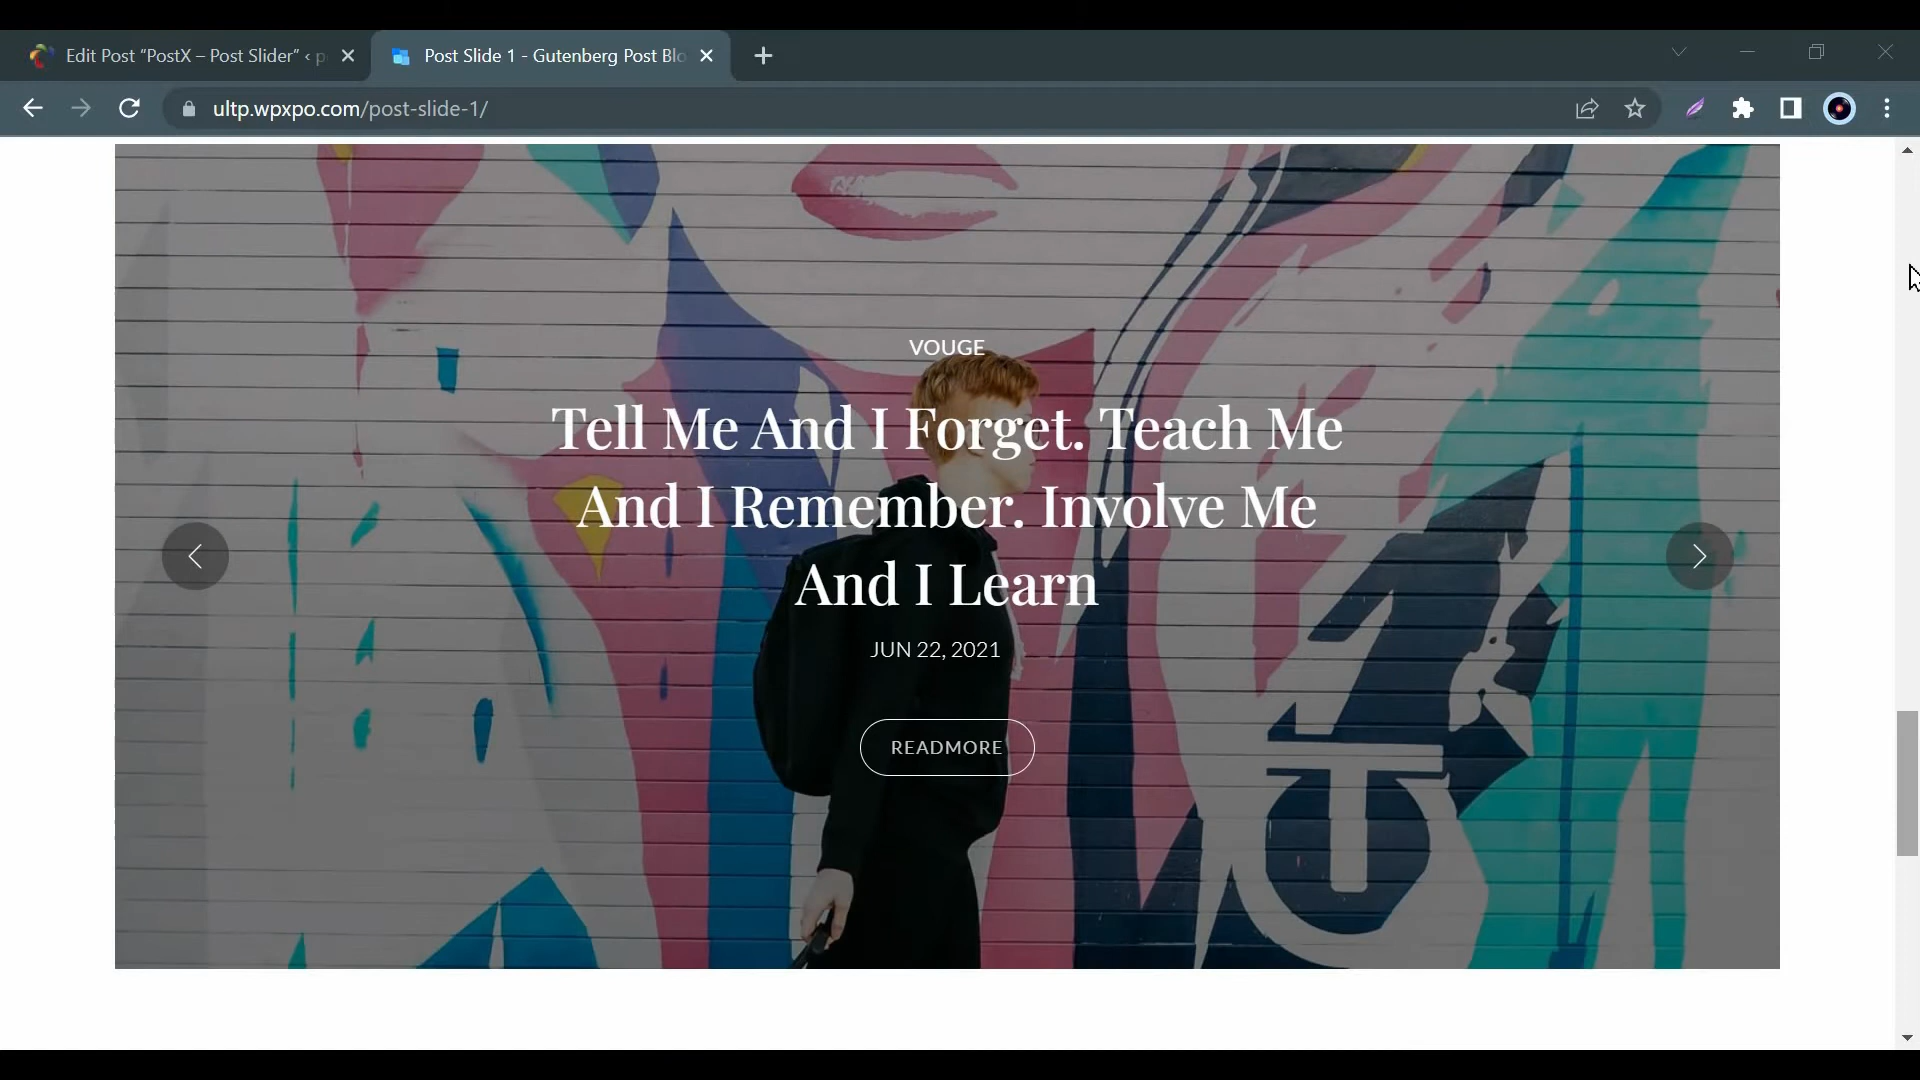 Edit Post "PostX – Post Slider" ‹ p
Post Slide 1 - Gutenberg Post Blo
ultp.wpxpo.com/post-slide-1/
VOUGE
Tell Me And I Forget. Teach Me
And I Remember. Involve Me
And I Learn
JUN 22, 2021
READMORE